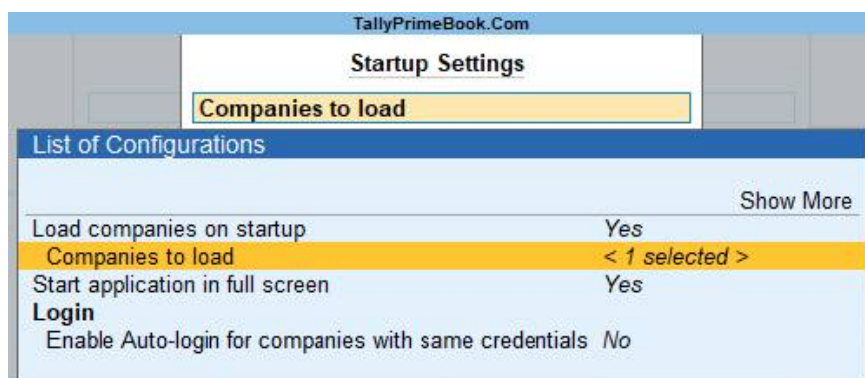 TallyPrimeBook.Com
Startup Settings
Companies to load
List of Configurations
Show More
Load companies on startup Yes
Companies to load < 1 selected >
Start application in full screen Yes
Login
Enable Auto-login for companies with same credentials No